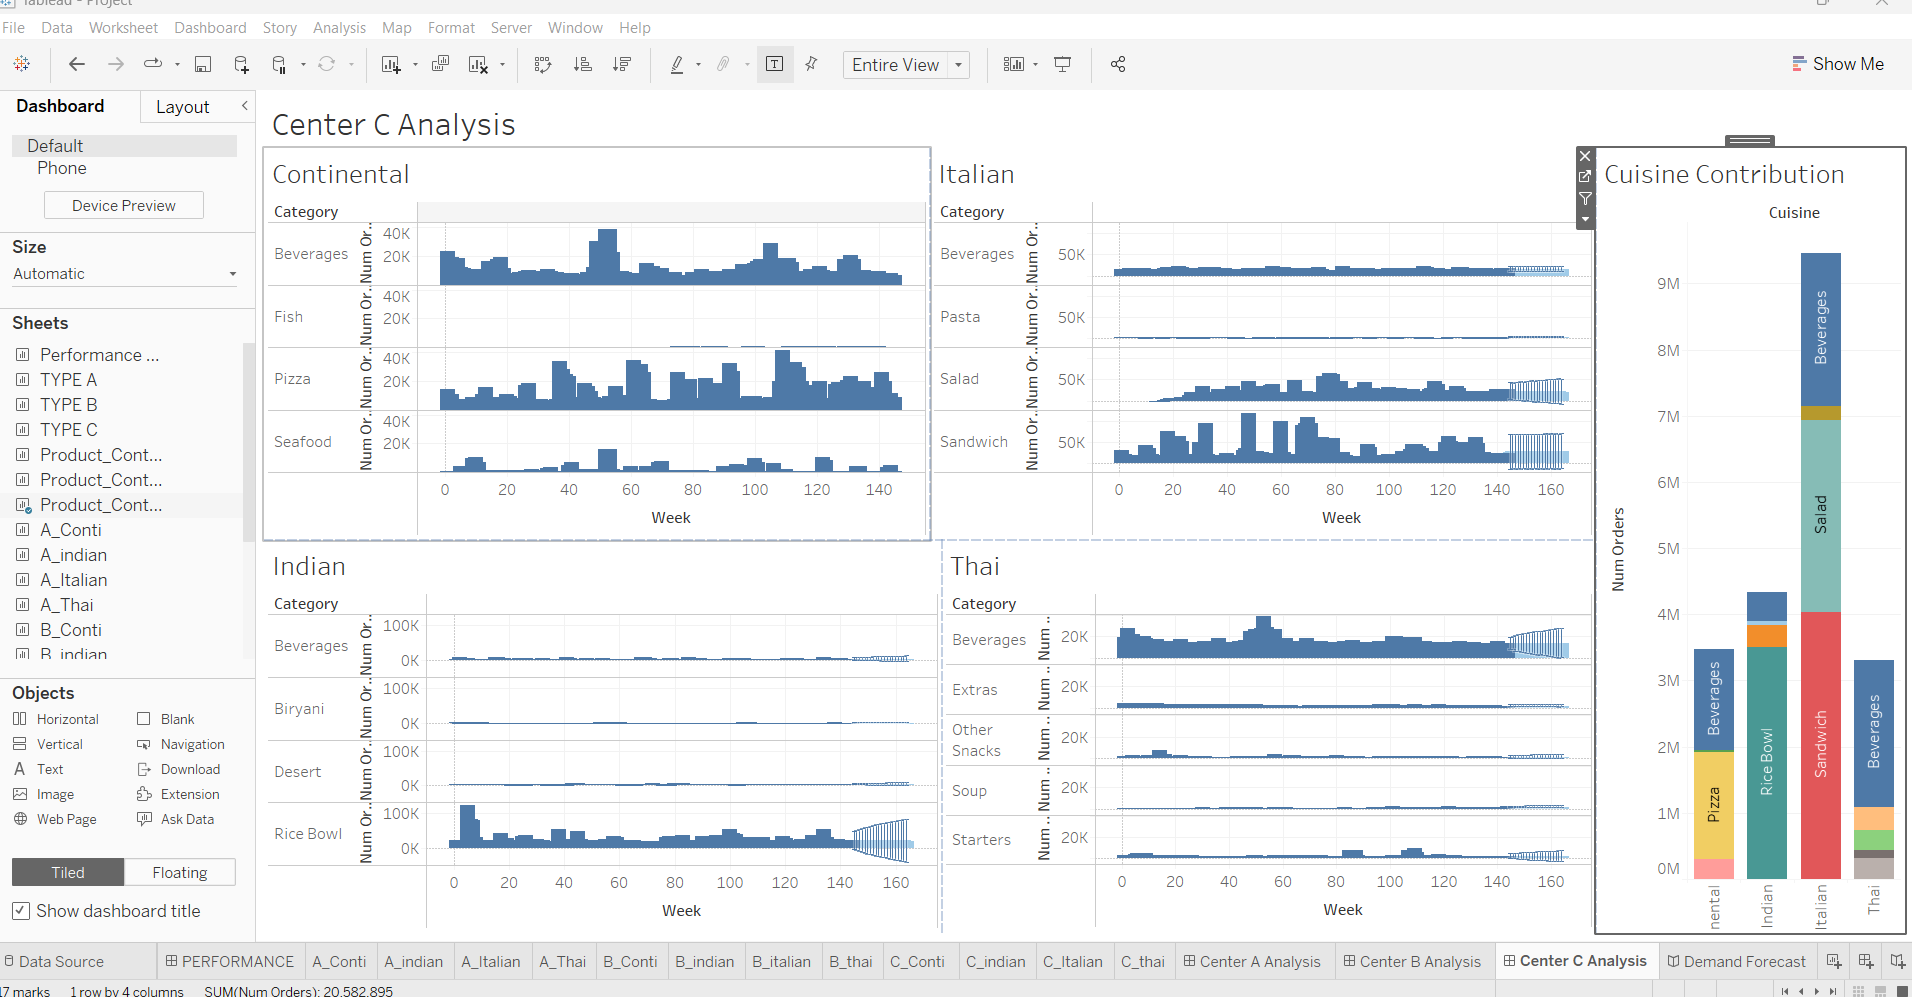 Tablead - Project
File Data Worksheet Dashboard Story Analysis Map Format Server Window Help
Entire View
Show Me
Dashboard Layout
Default
Phone
Device Preview
Size
Automatic
Sheets
Performance ...
TYPE A
TYPE B
TYPE C
Product_Cont...
Product_Cont...
Product_Cont...
A_Conti
A_indian
A_Italian
A_Thai
B_Conti
B_indian
Objects
Horizontal Blank
Vertical Navigation
Text Download
Image Extension
Web Page Ask Data
Tiled Floating
Show dashboard title
Center C Analysis
Continental
Category
Beverages Num Or.. 40K 20K
Fish Num Or.. 40K 20K
Pizza Num Or.. 40K 20K
Seafood Num Or.. 40K 20K
0 20 40 60 80 100 120 140
Week
Italian
Category
Beverages Num Or.. 50K
Pasta Num Or.. 50K
Salad Num Or.. 50K
Sandwich Num Or.. 50K
0 20 40 60 80 100 120 140 160
Week
Indian
Category
Beverages Num Or.. 100K 0K
Biryani Num Or.. 100K 0K
Desert Num Or.. 100K 0K
Rice Bowl Num Or.. 100K 0K
0 20 40 60 80 100 120 140 160
Week
Thai
Category
Beverages Num .. 20K
Extras Num .. 20K
Other
Snacks Num .. 20K
Soup Num .. 20K
Starters Num .. 20K
0 20 40 60 80 100 120 140 160
Week
Cuisine Contribution
Cuisine
Num Orders
9M
8M
7M
6M
5M
4M
3M
2M
1M
0M
Beverages
Pizza
Rice Bowl
Beverages
Salad
Sandwich
Beverages
nental Indian Italian Thai
Data Source PERFORMANCE A_Conti A_indian A_Italian A_Thai B_Conti B_indian B_italian B_thai C_Conti C_indian C_Italian C_thai Center A Analysis Center B Analysis Center C Analysis Demand Forecast
17 marks 1 row by 4 columns SUM(Num Orders): 20,582,895